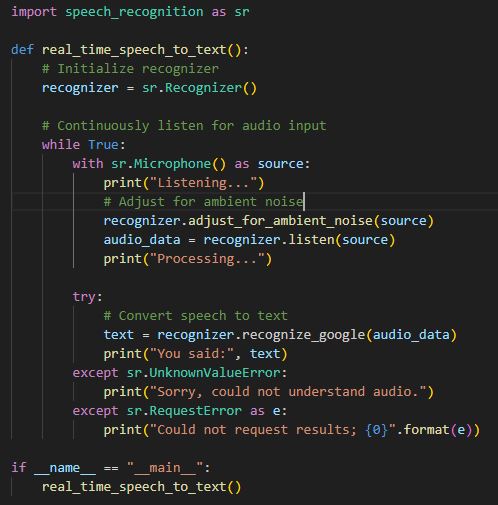 import speech_recognition as sr

def real_time_speech_to_text():
    # Initialize recognizer
    recognizer = sr.Recognizer()

    # Continuously listen for audio input
    while True:
        with sr.Microphone() as source:
            print("Listening...")
            # Adjust for ambient noise
            recognizer.adjust_for_ambient_noise(source)
            audio_data = recognizer.listen(source)
            print("Processing...")

        try:
            # Convert speech to text
            text = recognizer.recognize_google(audio_data)
            print("You said:", text)
        except sr.UnknownValueError:
            print("Sorry, could not understand audio.")
        except sr.RequestError as e:
            print("Could not request results; {0}".format(e))

if __name__ == "__main__":
    real_time_speech_to_text()